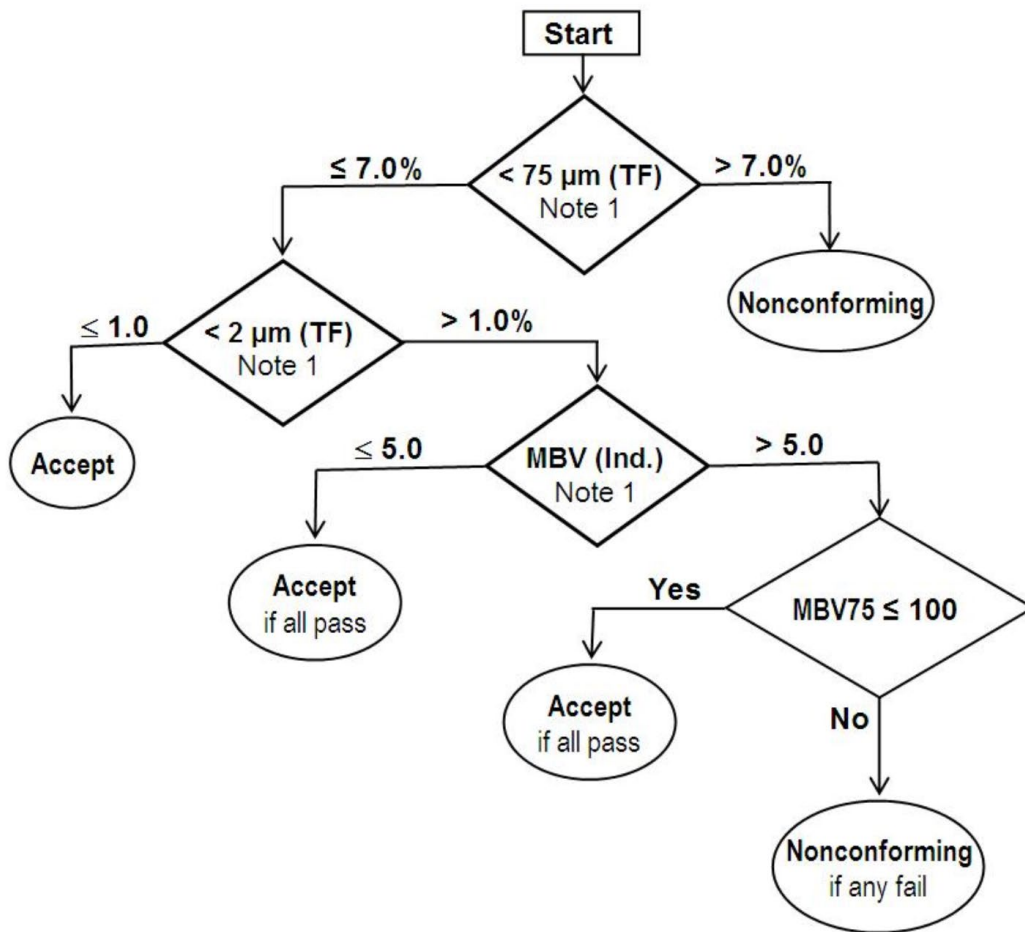 Start
≤ 7.0%
< 75 µm (TF)
Note 1
> 7.0%
Nonconforming
≤ 1.0
< 2 µm (TF)
Note 1
> 1.0%
Accept
≤ 5.0
MBV (Ind.)
Note 1
> 5.0
Accept
if all pass
Yes
MBV75 ≤ 100
Accept
if all pass
No
Nonconforming
if any fail